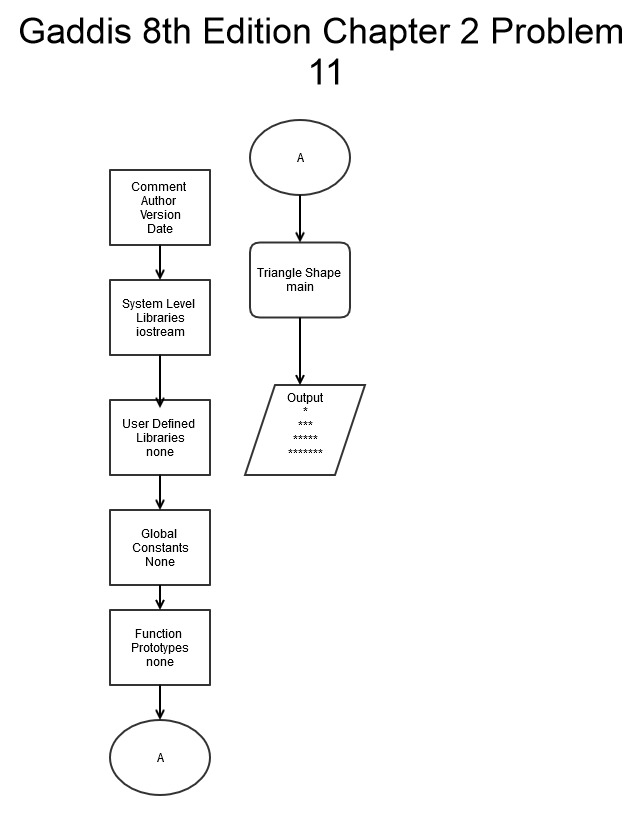 Gaddis 8th Edition Chapter 2 Problem
11
Comment
Author
Version
Date
System Level
Libraries
iostream
User Defined
Libraries
none
Global
Constants
None
Function
Prototypes
none
A
A
Triangle Shape
main
Output
*
***
*****
*******